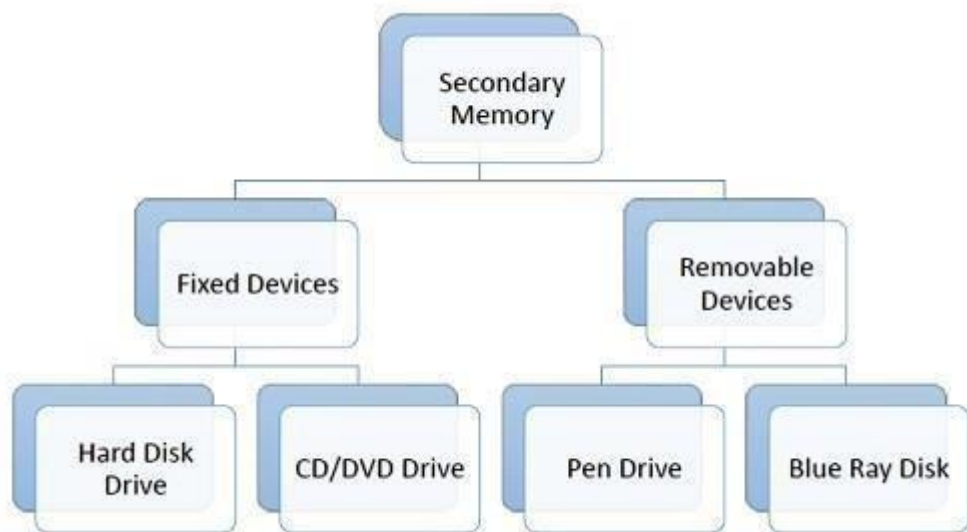 Secondary
Memory
Fixed Devices
Removable
Devices
Hard Disk
Drive
CD/DVD Drive
Pen Drive
Blue Ray Disk